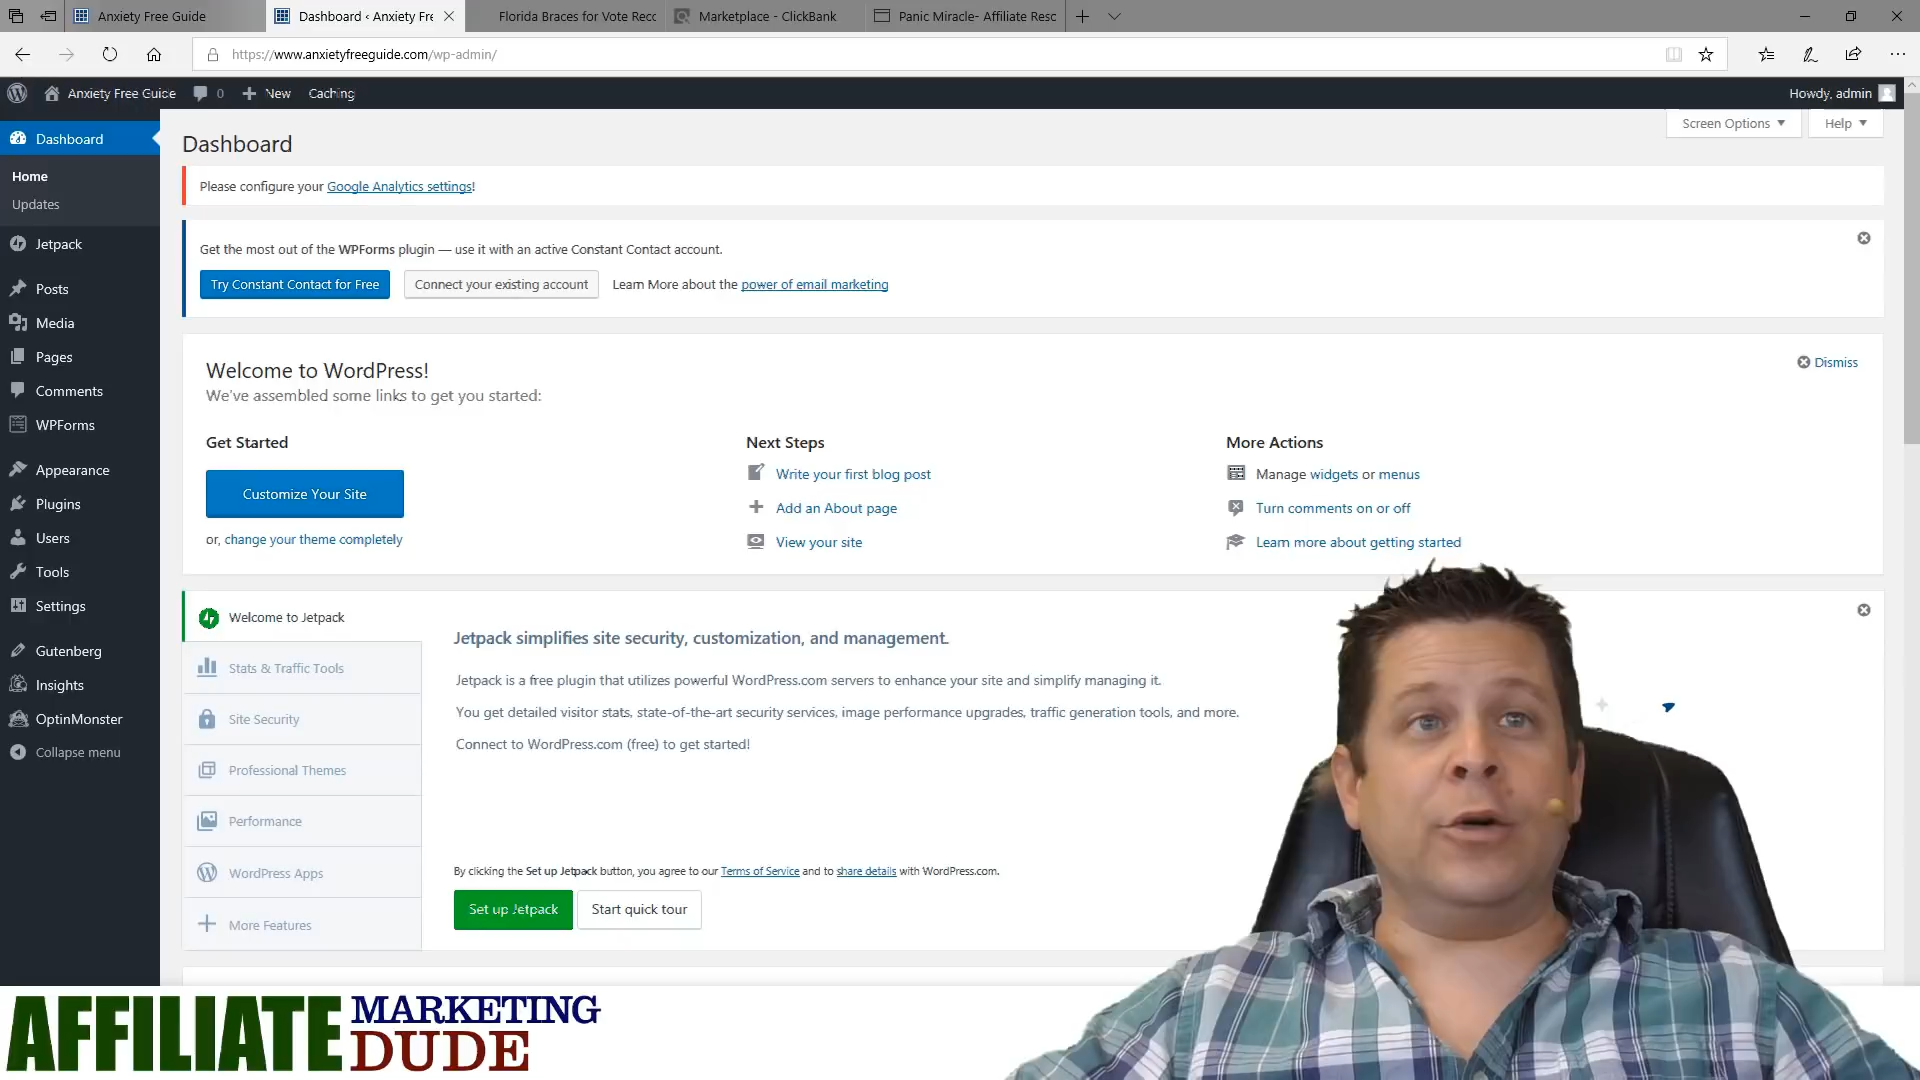 Anxiety Free Guide
Dashboard ‹ Anxiety Fre
Florida Braces for Vote Reco
Marketplace - ClickBank
Panic Miracle- Affiliate Resc
https://www.anxietyfreeguide.com/wp-admin/
Anxiety Free Guide
0
New
Caching
Howdy, admin
Dashboard
Home
Updates
Jetpack
Posts
Media
Pages
Comments
WPForms
Appearance
Plugins
Users
Tools
Settings
Gutenberg
Insights
OptinMonster
Collapse menu
Dashboard
Screen Options
Help
Please configure your Google Analytics settings!
Get the most out of the WPForms plugin — use it with an active Constant Contact account.
Try Constant Contact for Free
Connect your existing account
Learn More about the power of email marketing
Welcome to WordPress!
Dismiss
We've assembled some links to get you started:
Get Started
Customize Your Site
or, change your theme completely
Next Steps
Write your first blog post
Add an About page
View your site
More Actions
Manage widgets or menus
Turn comments on or off
Learn more about getting started
Welcome to Jetpack
Stats & Traffic Tools
Site Security
Professional Themes
Performance
WordPress Apps
More Features
Jetpack simplifies site security, customization, and management.
Jetpack is a free plugin that utilizes powerful WordPress.com servers to enhance your site and simplify managing it.
You get detailed visitor stats, state-of-the-art security services, image performance upgrades, traffic generation tools, and more.
Connect to WordPress.com (free) to get started!
By clicking the Set up Jetpack button, you agree to our Terms of Service and to share details with WordPress.com.
Set up Jetpack
Start quick tour
AFFILIATE
MARKETING
DUDE